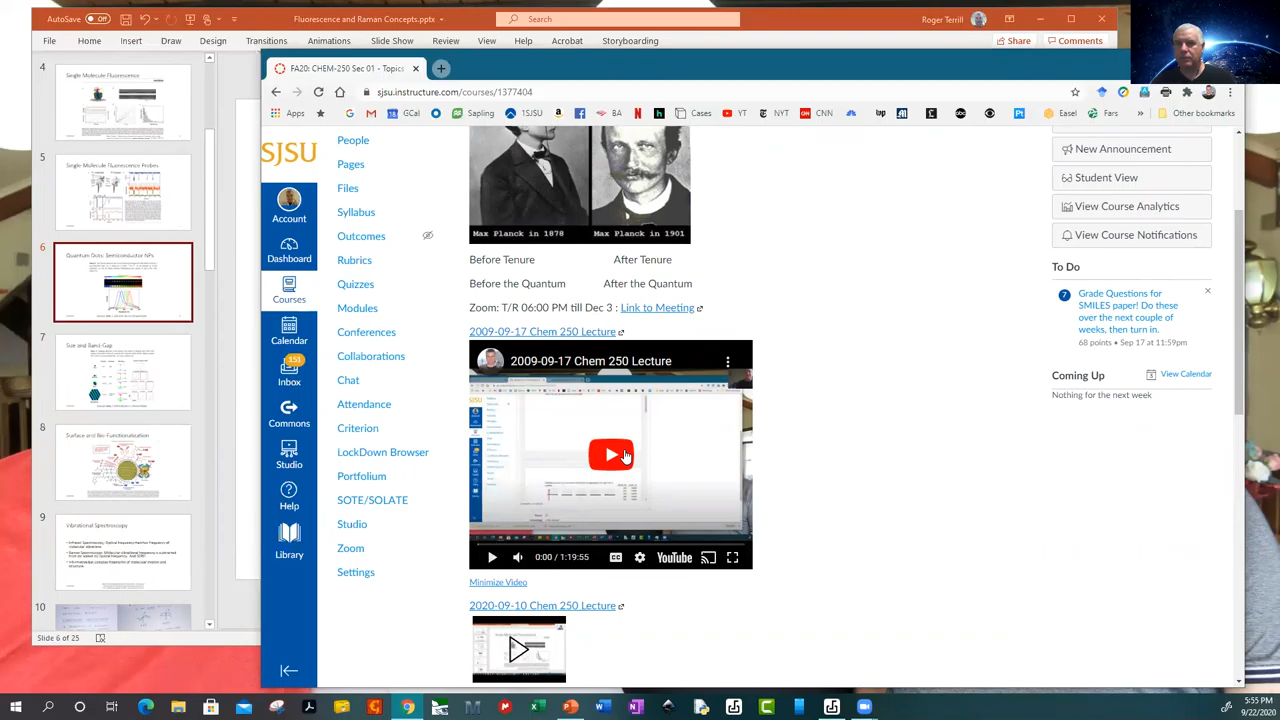 AutoSave Off
Fluorescence and Raman Concepts.pptx
Search
Roger Terrill
File Home Insert Draw Design Transitions Animations Slide Show Review View Help Acrobat Storyboarding
Share Comments
4
Single Molecule Fluorescence
5
Single-Molecule Fluorescence Probes
6
Quantum Dots: Semiconductor NPs
7
Size and Band-Gap
8
Surface and Bio-Functionalization
9
Vibrational Spectroscopy
10
Slide 6 of 25
FA20: CHEM-250 Sec 01 - Topics
sjsu.instructure.com/courses/1377404
Apps GCal Sapling 1SJSU BA Cases YT NYT CNN Easel Fars » Other bookmarks
SJSU
Account
Dashboard
Courses
Calendar
351
Inbox
Commons
Studio
Help
Library
People
Pages
Files
Syllabus
Outcomes
Rubrics
Quizzes
Modules
Conferences
Collaborations
Chat
Attendance
Criterion
LockDown Browser
Portfolium
SOTE/SOLATE
Studio
Zoom
Settings
Max Planck in 1878 Max Planck in 1901
Before Tenure After Tenure
Before the Quantum After the Quantum
Zoom: T/R 06:00 PM till Dec 3 : Link to Meeting
2009-09-17 Chem 250 Lecture
2009-09-17 Chem 250 Lecture
0:00 / 1:19:55
CC
YouTube
Minimize Video
2020-09-10 Chem 250 Lecture
New Announcement
Student View
View Course Analytics
View Course Notifications
To Do
7
Grade Questions for
SMILES paper! Do these
over the next couple of
weeks, then turn in.
68 points • Sep 17 at 11:59pm
Coming Up View Calendar
Nothing for the next week
5:55 PM
9/22/2020